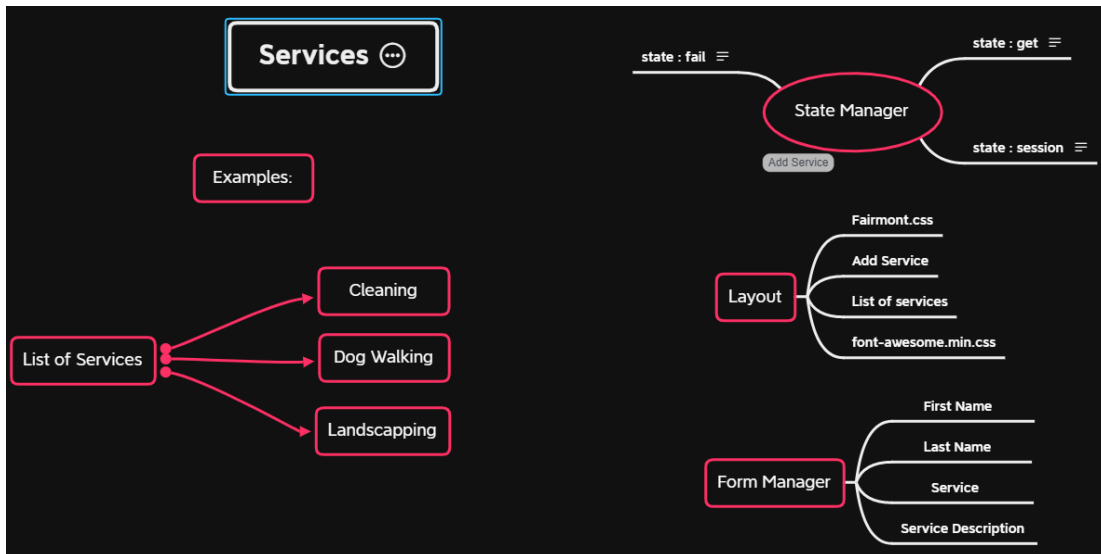 Services
Examples:
List of Services
Cleaning
Dog Walking
Landscapping
state : fail
state : get
State Manager
state : session
Add Service
Layout
Fairmont.css
Add Service
List of services
font-awesome.min.css
Form Manager
First Name
Last Name
Service
Service Description